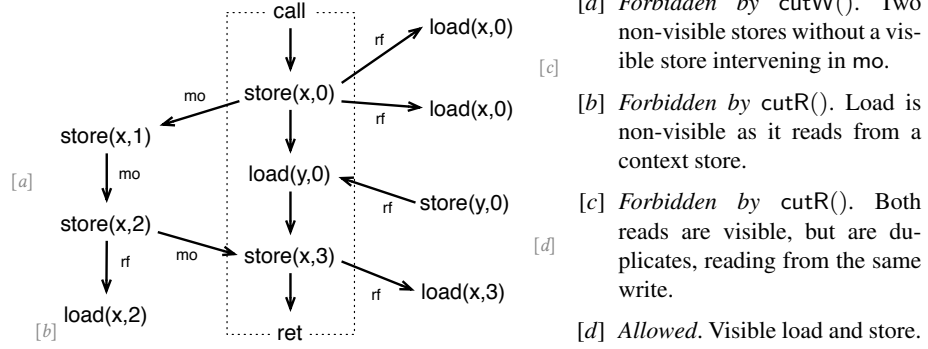 call
rf
load(x,0)
[c]
mo
store(x,0)
rf
load(x,0)
store(x,1)
[a]
mo
load(y,0)
rf
store(y,0)
store(x,2)
[d]
rf
mo
store(x,3)
rf
load(x,3)
load(x,2)
[b]
ret
[a] Forbidden by cutW(). Two
non-visible stores without a vis-
ible store intervening in mo.
[b] Forbidden by cutR(). Load is
non-visible as it reads from a
context store.
[c] Forbidden by cutR(). Both
reads are visible, but are du-
plicates, reading from the same
write.
[d] Allowed. Visible load and store.